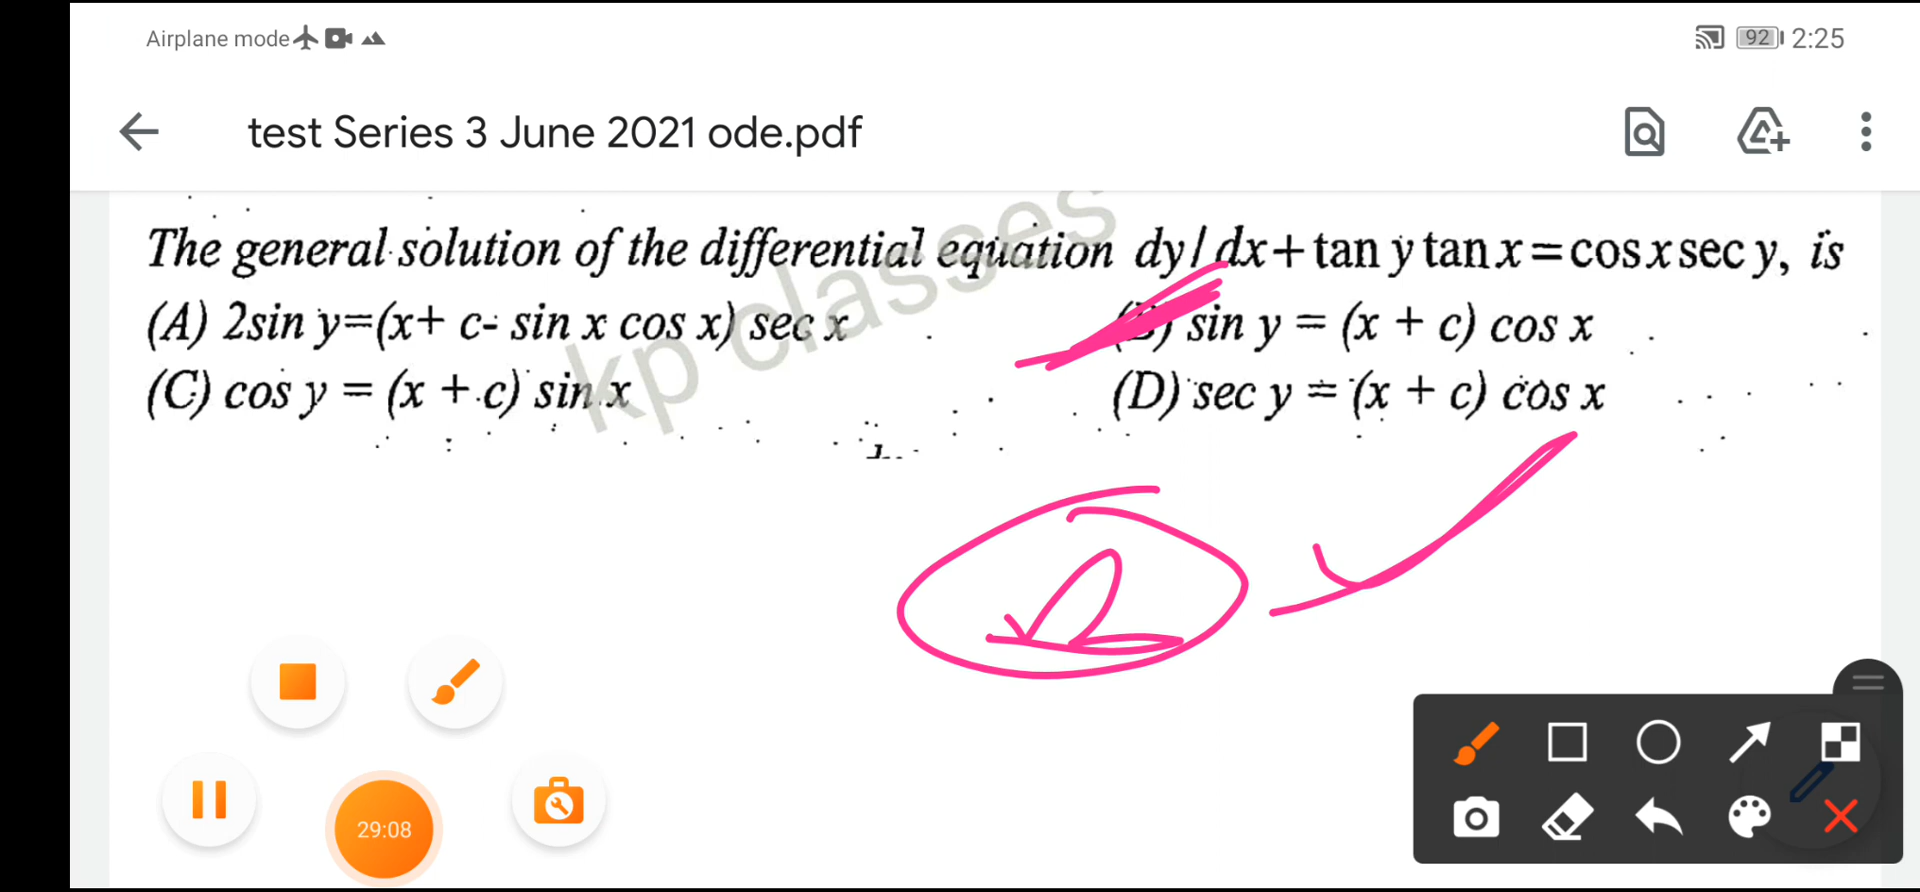 Airplane mode
92 2:25
test Series 3 June 2021 ode.pdf
The general solution of the differential equation dy/dx+tan y tan x=cos x sec y, is
(A) 2sin y=(x+ c- sin x cos x) sec x
(B) sin y = (x + c) cos x
(C) cos y = (x + c) sin x
(D) sec y = (x + c) cos x
kp classes
29:08